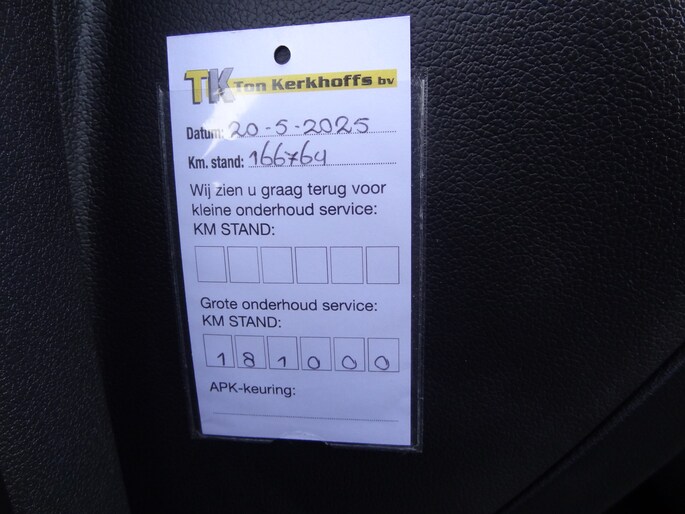 TK Ton Kerkhoffs bv
Datum: 20-5-2025
Km. stand: 166764
Wij zien u graag terug voor
kleine onderhoud service:
KM STAND:
Grote onderhoud service:
KM STAND:
181000
APK-keuring: